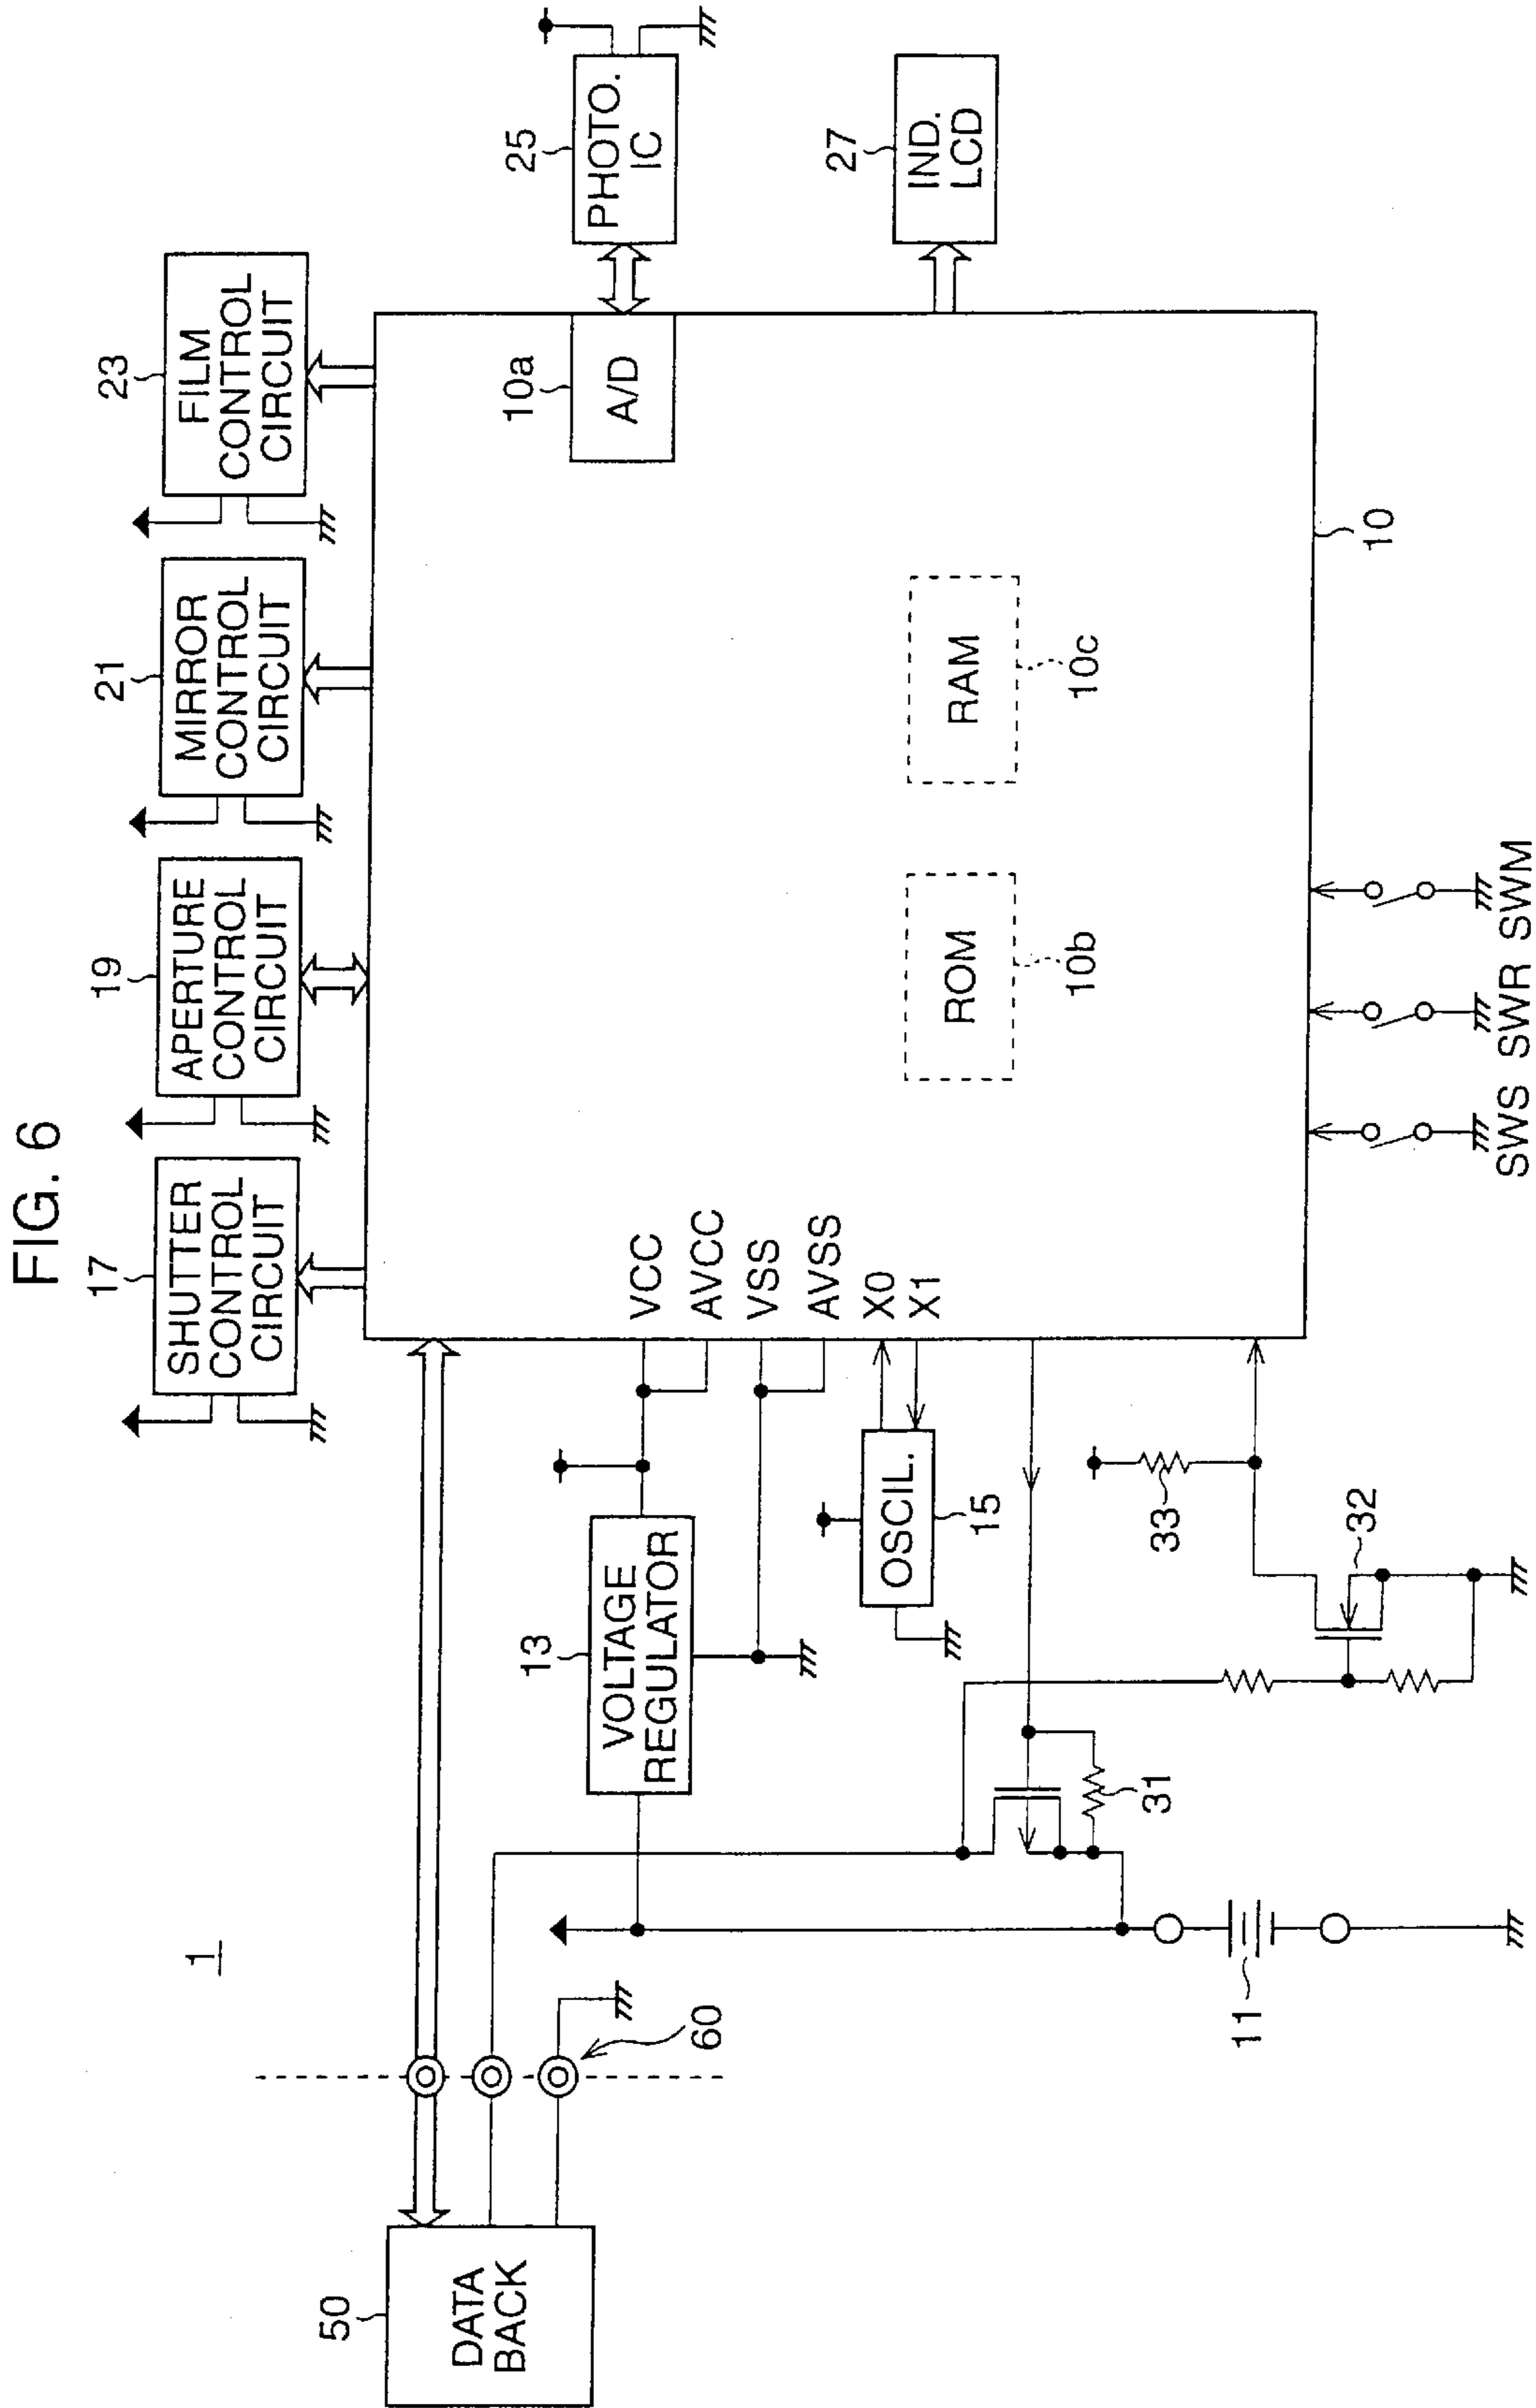 FIG. 6
1
17
SHUTTER
CONTROL
CIRCUIT
19
APERTURE
CONTROL
CIRCUIT
21
MIRROR
CONTROL
CIRCUIT
23
FILM
CONTROL
CIRCUIT
50
DATA
BACK
60
13
VOLTAGE
REGULATOR
VCC
AVCC
VSS
AVSS
X0
X1
OSCIL.
15
10a
A/D
25
PHOTO.
IC
27
IND.
LCD
ROM
10b
RAM
10c
10
11
31
32
33
SWS SWR SWM